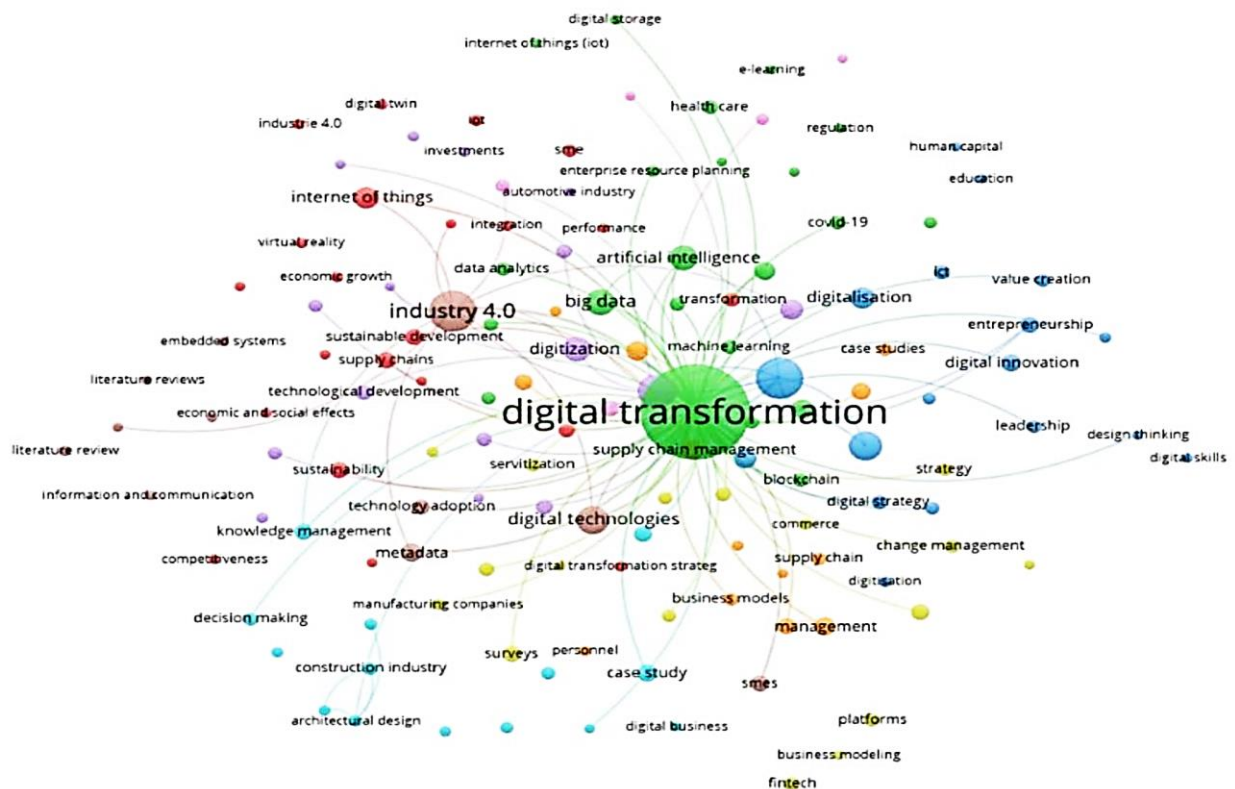 digital storage
internet of things (iot)
e-learning
digital twin
health care
industrie 4.0
iot
regulation
investments
sme
human capital
enterprise resource planning
education
automotive industry
internet of things
integration
performance
covid-19
virtual reality
artificial intelligence
data analytics
economic growth
ict
value creation
big data
transformation
digitalisation
industry 4.0
entrepreneurship
sustainable development
embedded systems
digitization
machine learning
case studies
supply chains
digital innovation
literature reviews
technological development
economic and social effects
digital transformation
leadership
design thinking
literature review
supply chain management
digital skills
sustainability
servitization
strategy
blockchain
information and communication
technology adoption
digital strategy
digital technologies
commerce
knowledge management
change management
metadata
competitiveness
digital transformation strateg
supply chain
digitisation
manufacturing companies
business models
decision making
management
surveys
personnel
construction industry
case study
smes
architectural design
digital business
platforms
business modeling
fintech